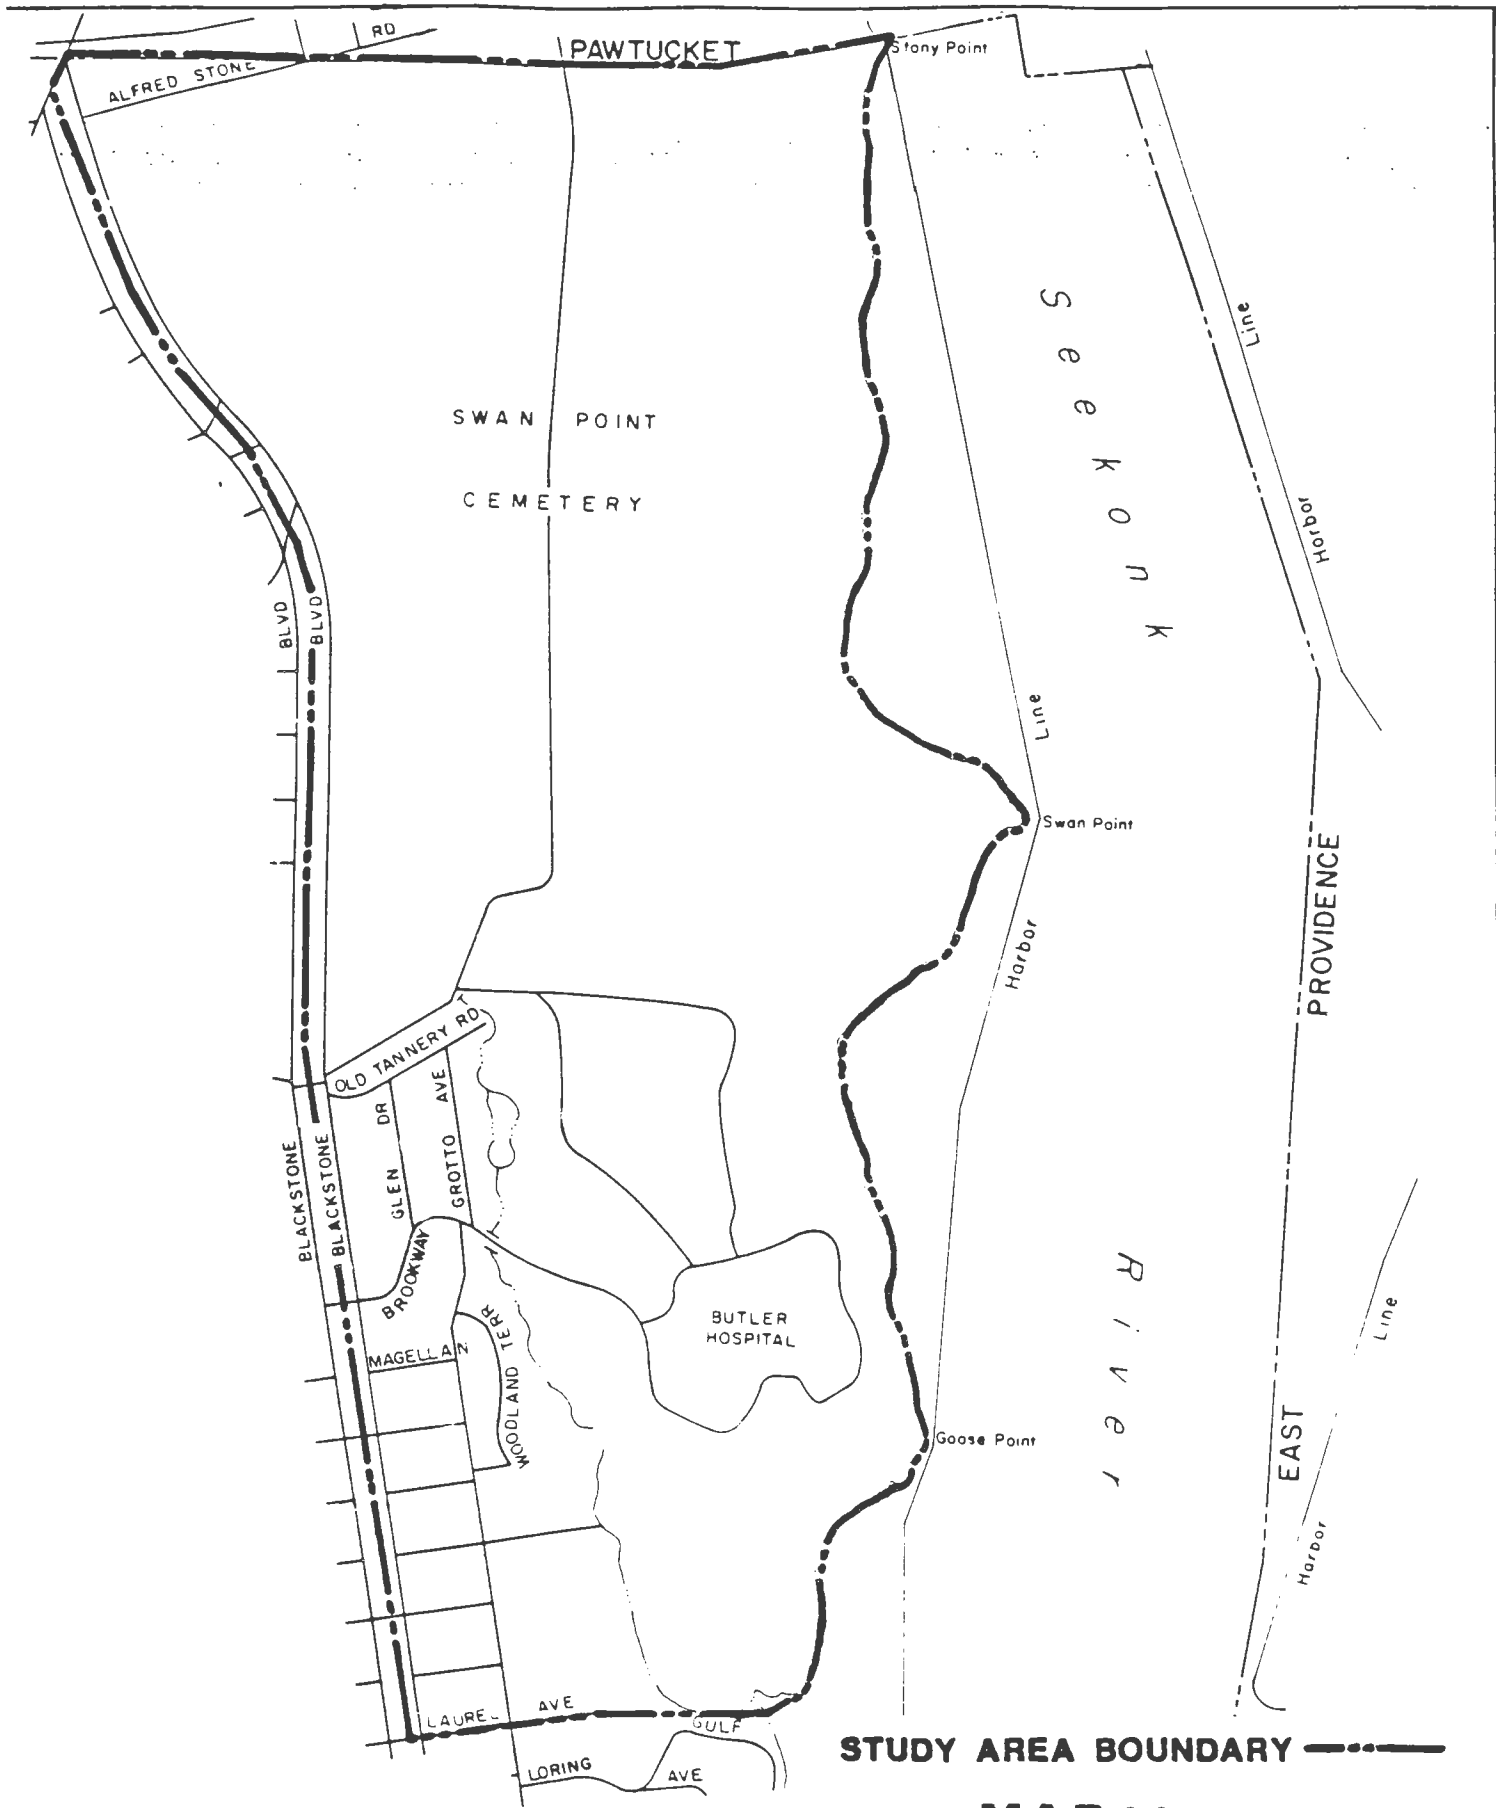 RD
PAWTUCKET
Stony Point
ALFRED STONE
Seekonk
Line
SWAN POINT
CEMETERY
Harbor
BLVD
BLVD
Line
Swan Point
PROVIDENCE
Harbor
OLD TANNERY RD
GLEN DR
GROTTO AVE
BLACKSTONE
BLACKSTONE
BROOKWAY
River
BUTLER
HOSPITAL
Line
WOODLAND TERR
MAGELLAN
EAST
Goose Point
Harbor
LAUREL AVE
GULF
STUDY AREA BOUNDARY
LORING AVE